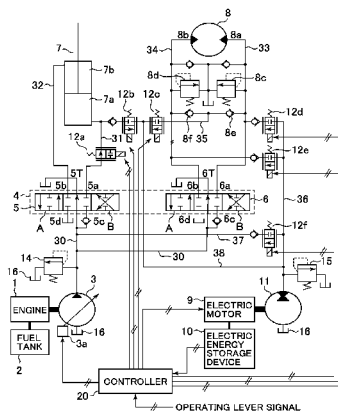 8
7
32
34
8b
8a
33
7b
8d
8c
7a
12b
12c
12d
8f
35
8e
12a
31
12e
5b
5T
5a
6b
6T
6a
36
4
5
6
5d
5c
6d
6c
12f
A
B
A
B
30
37
14
30
38
15
16
3
11
1
16
9
16
ENGINE
ELECTRIC
MOTOR
3a
10
FUEL
TANK
ELECTRIC
ENERGY
STORAGE
DEVICE
2
CONTROLLER
20
OPERATING LEVER SIGNAL